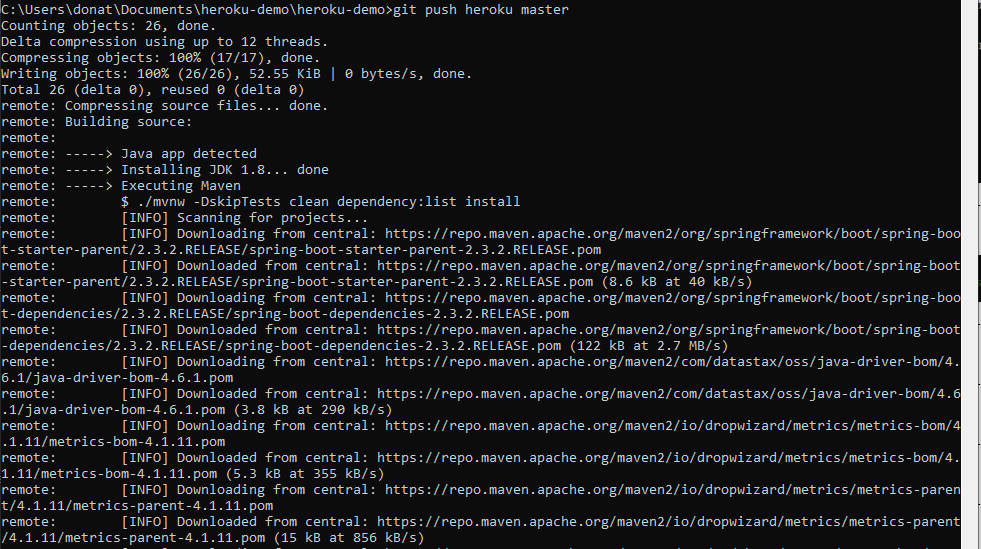 C:\Users\donat\Documents\heroku-demo\heroku-demo>git push heroku master
Counting objects: 26, done.
Delta compression using up to 12 threads.
Compressing objects: 100% (17/17), done.
Writing objects: 100% (26/26), 52.55 KiB | 0 bytes/s, done.
Total 26 (delta 0), reused 0 (delta 0)
remote: Compressing source files... done.
remote: Building source:
remote:
remote: -----> Java app detected
remote: -----> Installing JDK 1.8... done
remote: -----> Executing Maven
remote:        $ ./mvnw -DskipTests clean dependency:list install
remote:        [INFO] Scanning for projects...
remote:        [INFO] Downloading from central: https://repo.maven.apache.org/maven2/org/springframework/boot/spring-boo
t-starter-parent/2.3.2.RELEASE/spring-boot-starter-parent-2.3.2.RELEASE.pom
remote:        [INFO] Downloaded from central: https://repo.maven.apache.org/maven2/org/springframework/boot/spring-boot
-starter-parent/2.3.2.RELEASE/spring-boot-starter-parent-2.3.2.RELEASE.pom (8.6 kB at 40 kB/s)
remote:        [INFO] Downloading from central: https://repo.maven.apache.org/maven2/org/springframework/boot/spring-boo
t-dependencies/2.3.2.RELEASE/spring-boot-dependencies-2.3.2.RELEASE.pom
remote:        [INFO] Downloaded from central: https://repo.maven.apache.org/maven2/org/springframework/boot/spring-boot
-dependencies/2.3.2.RELEASE/spring-boot-dependencies-2.3.2.RELEASE.pom (122 kB at 2.7 MB/s)
remote:        [INFO] Downloading from central: https://repo.maven.apache.org/maven2/com/datastax/oss/java-driver-bom/4.
6.1/java-driver-bom-4.6.1.pom
remote:        [INFO] Downloaded from central: https://repo.maven.apache.org/maven2/com/datastax/oss/java-driver-bom/4.6
.1/java-driver-bom-4.6.1.pom (3.8 kB at 290 kB/s)
remote:        [INFO] Downloading from central: https://repo.maven.apache.org/maven2/io/dropwizard/metrics/metrics-bom/4
.1.11/metrics-bom-4.1.11.pom
remote:        [INFO] Downloaded from central: https://repo.maven.apache.org/maven2/io/dropwizard/metrics/metrics-bom/4.
1.11/metrics-bom-4.1.11.pom (5.3 kB at 355 kB/s)
remote:        [INFO] Downloading from central: https://repo.maven.apache.org/maven2/io/dropwizard/metrics/metrics-paren
t/4.1.11/metrics-parent-4.1.11.pom
remote:        [INFO] Downloaded from central: https://repo.maven.apache.org/maven2/io/dropwizard/metrics/metrics-parent
/4.1.11/metrics-parent-4.1.11.pom (15 kB at 856 kB/s)